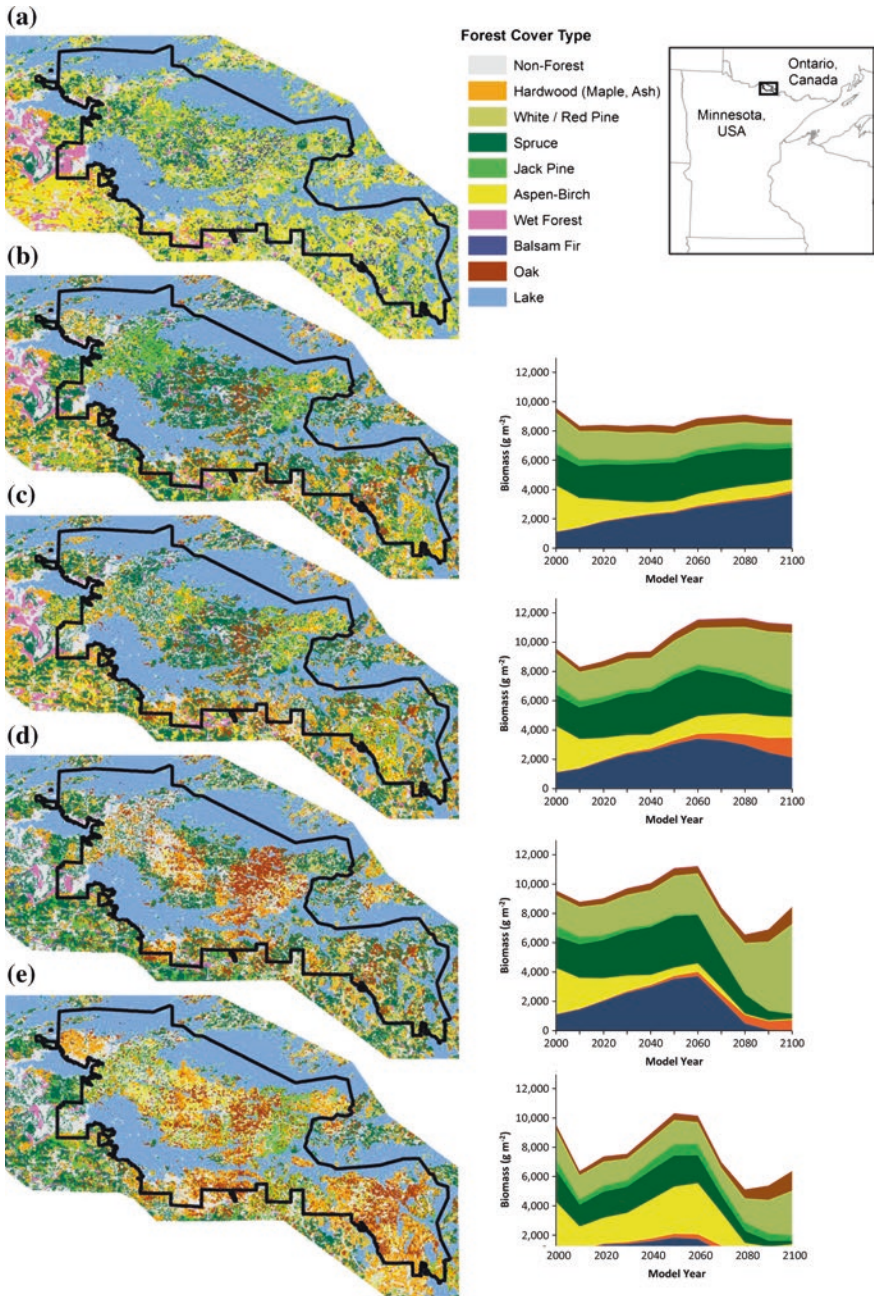 (a)
Forest Cover Type
Non-Forest
Hardwood (Maple, Ash)
White / Red Pine
Spruce
Jack Pine
Aspen-Birch
Wet Forest
Balsam Fir
Oak
Lake
Ontario,
Canada
Minnesota,
USA
(b)
12,000
10,000
8,000
6,000
4,000
2,000
0
Biomass (g m-2)
2000 2020 2040 2060 2080 2100
Model Year
(c)
12,000
10,000
8,000
6,000
4,000
2,000
0
Biomass (g m-2)
2000 2020 2040 2060 2080 2100
Model Year
(d)
12,000
10,000
8,000
6,000
4,000
2,000
0
Biomass (g m-2)
2000 2020 2040 2060 2080 2100
Model Year
(e)
12,000
10,000
8,000
6,000
4,000
2,000
Biomass (g m-2)
2000 2020 2040 2060 2080 2100
Model Year